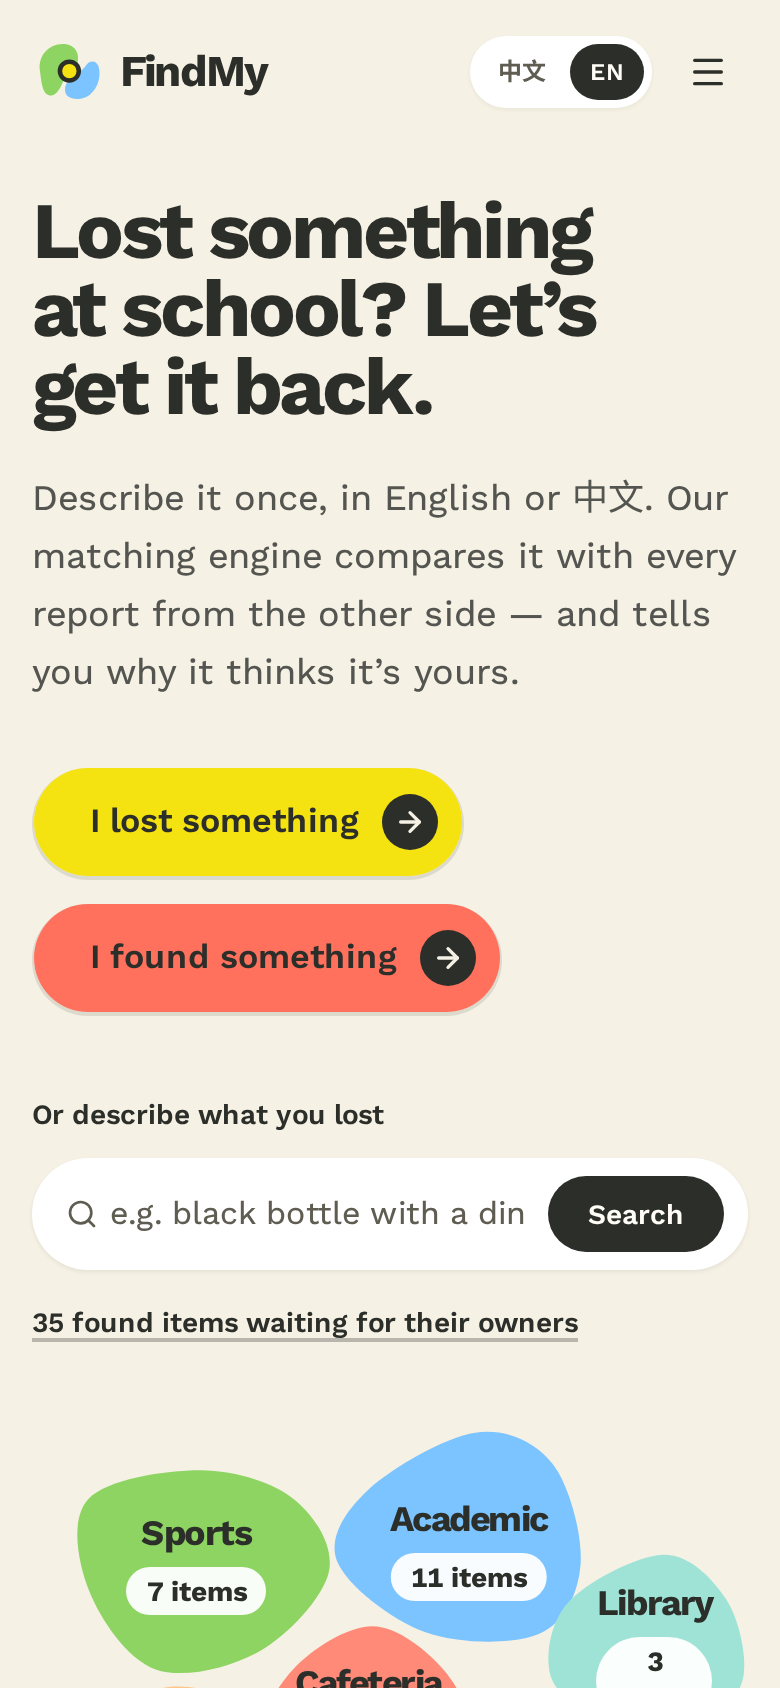 FindMy
中文 EN
Lost something
at school? Let’s
get it back.
Describe it once, in English or 中文. Our
matching engine compares it with every
report from the other side — and tells
you why it thinks it’s yours.
I lost something
I found something
Or describe what you lost
e.g. black bottle with a din
Search
35 found items waiting for their owners
Sports
7 items
Academic
11 items
Library
3
Cafeteria